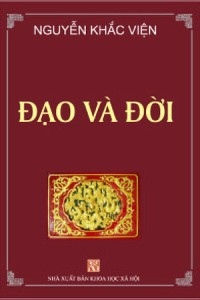 NGUYỄN KHẮC VIỆN
ĐẠO VÀ ĐỜI
NHÀ XUẤT BẢN KHOA HỌC XÃ HỘI